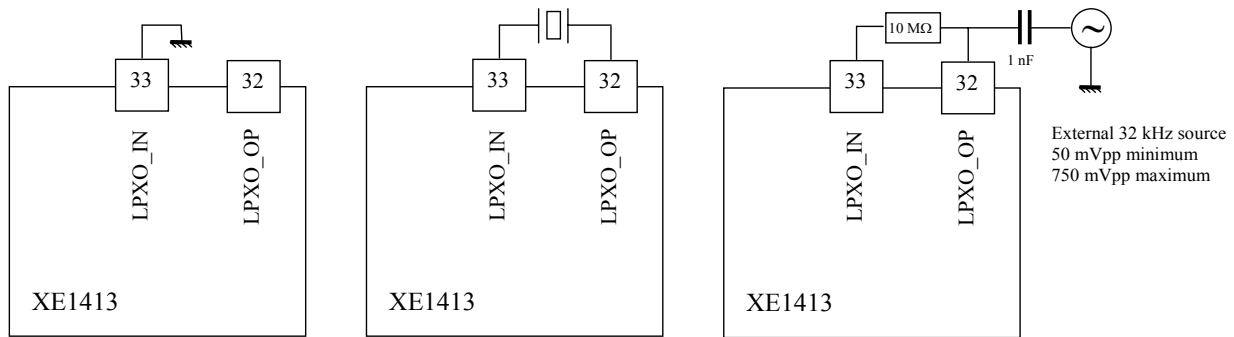 33
32
LPXO_IN
LPXO_OP
XE1413
33
32
LPXO_IN
LPXO_OP
XE1413
10 MΩ
1 nF
33
32
LPXO_IN
LPXO_OP
XE1413
External 32 kHz source
50 mVpp minimum
750 mVpp maximum